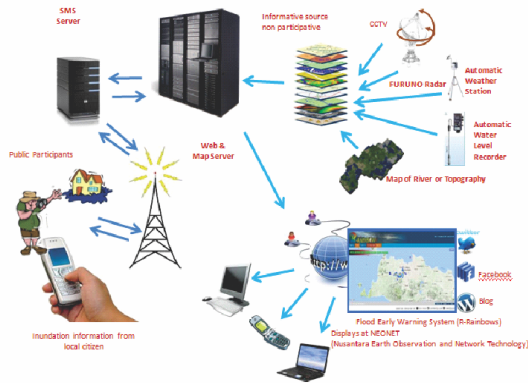 SMS
Server
Informative source
non participative
CCTV
FURUNO Radar
Automatic
Weather
Station
Automatic
Water
Level
Recorder
Map of River or Topography
Web &
Map Server
Public Participants
Inundation information from
local citizen
http://w
Facebook
Blog
Flood Early Warning System (R-Rainbows)
Displays at NEONET
(Nusantara Earth Observation and Network Technology)